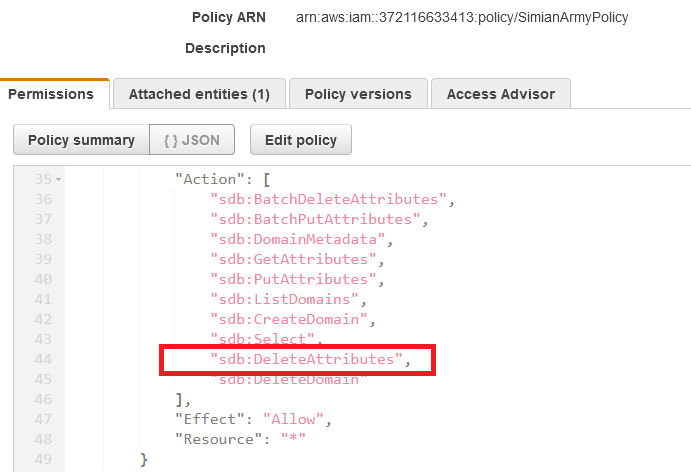 Policy ARN arn:aws:iam::372116633413:policy/SimianArmyPolicy
Description
Permissions Attached entities (1) Policy versions Access Advisor
Policy summary { } JSON Edit policy
35 "Action": [
36 "sdb:BatchDeleteAttributes",
37 "sdb:BatchPutAttributes",
38 "sdb:DomainMetadata",
39 "sdb:GetAttributes",
40 "sdb:PutAttributes",
41 "sdb:ListDomains",
42 "sdb:CreateDomain",
43 "sdb:Select",
44 "sdb:DeleteAttributes",
45 "sdb:DeleteDomain"
46 ],
47 "Effect": "Allow",
48 "Resource": "*"
49 }